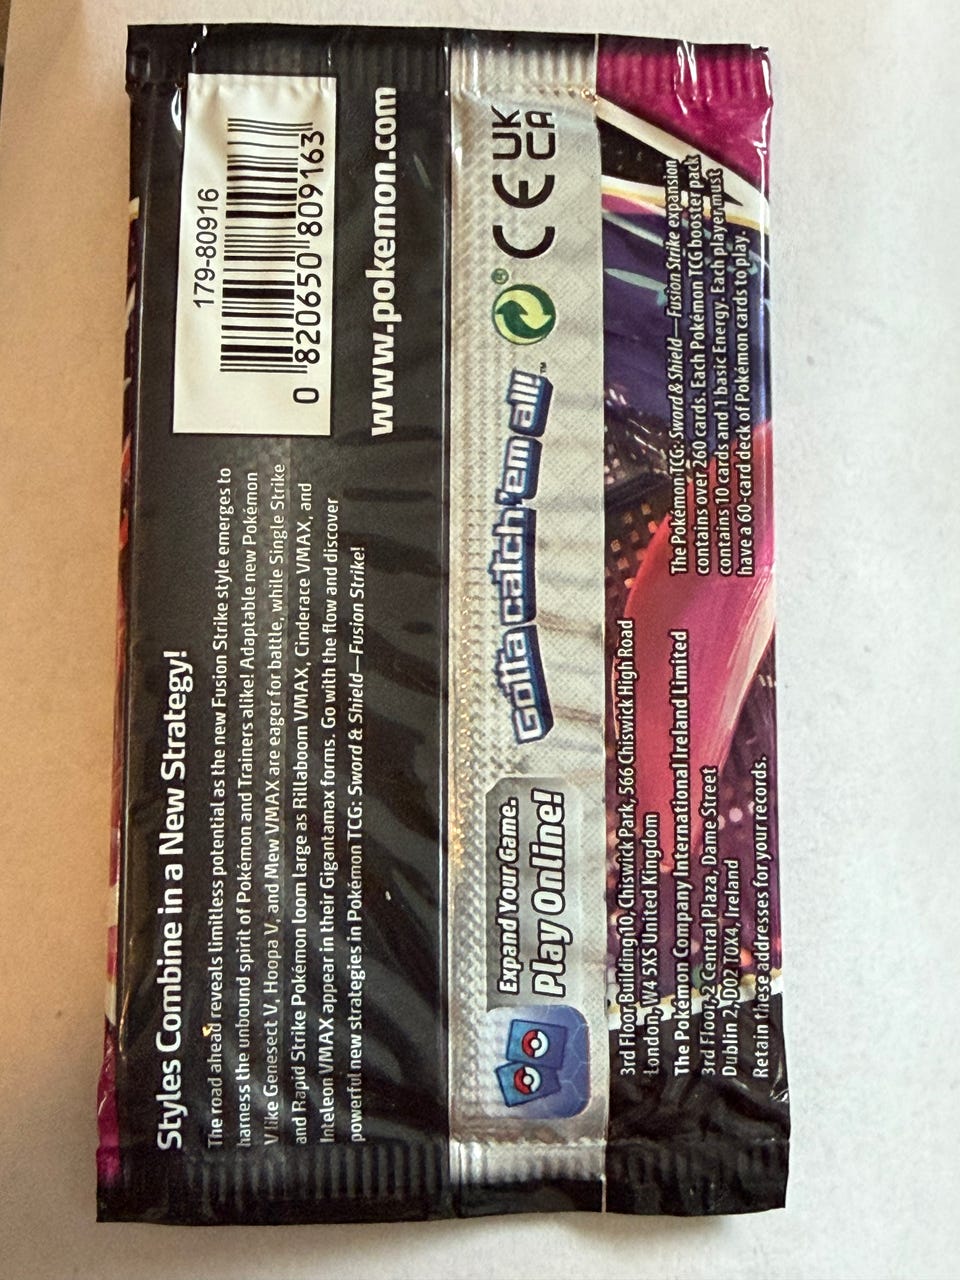 Styles Combine in a New Strategy!
The road ahead reveals limitless potential as the new Fusion Strike style emerges to
harness the unbound spirit of Pokémon and Trainers alike! Adaptable new Pokémon
V like Genesect V, Hoopa V, and Mew VMAX are eager for battle, while Single Strike
and Rapid Strike Pokémon loom large as Rillaboom VMAX, Cinderace VMAX, and
Inteleon VMAX appear in their Gigantamax forms. Go with the flow and discover
powerful new strategies in Pokémon TCG: Sword & Shield—Fusion Strike!
179-80916
0 820650 809163
www.pokemon.com
Expand Your Game.
Play Online!
Gotta catch 'em all!™
®
CE
UK
CA
3rd Floor Building 10, Chiswick Park, 566 Chiswick High Road
London, W4 5XS United Kingdom
The Pokémon Company International Ireland Limited
3rd Floor, 2 Central Plaza, Dame Street
Dublin 2, D02 T0X4, Ireland
Retain these addresses for your records.
The Pokémon TCG: Sword & Shield—Fusion Strike expansion
contains over 260 cards. Each Pokémon TCG booster pack
contains 10 cards and 1 basic Energy. Each player must
have a 60-card deck of Pokémon cards to play.